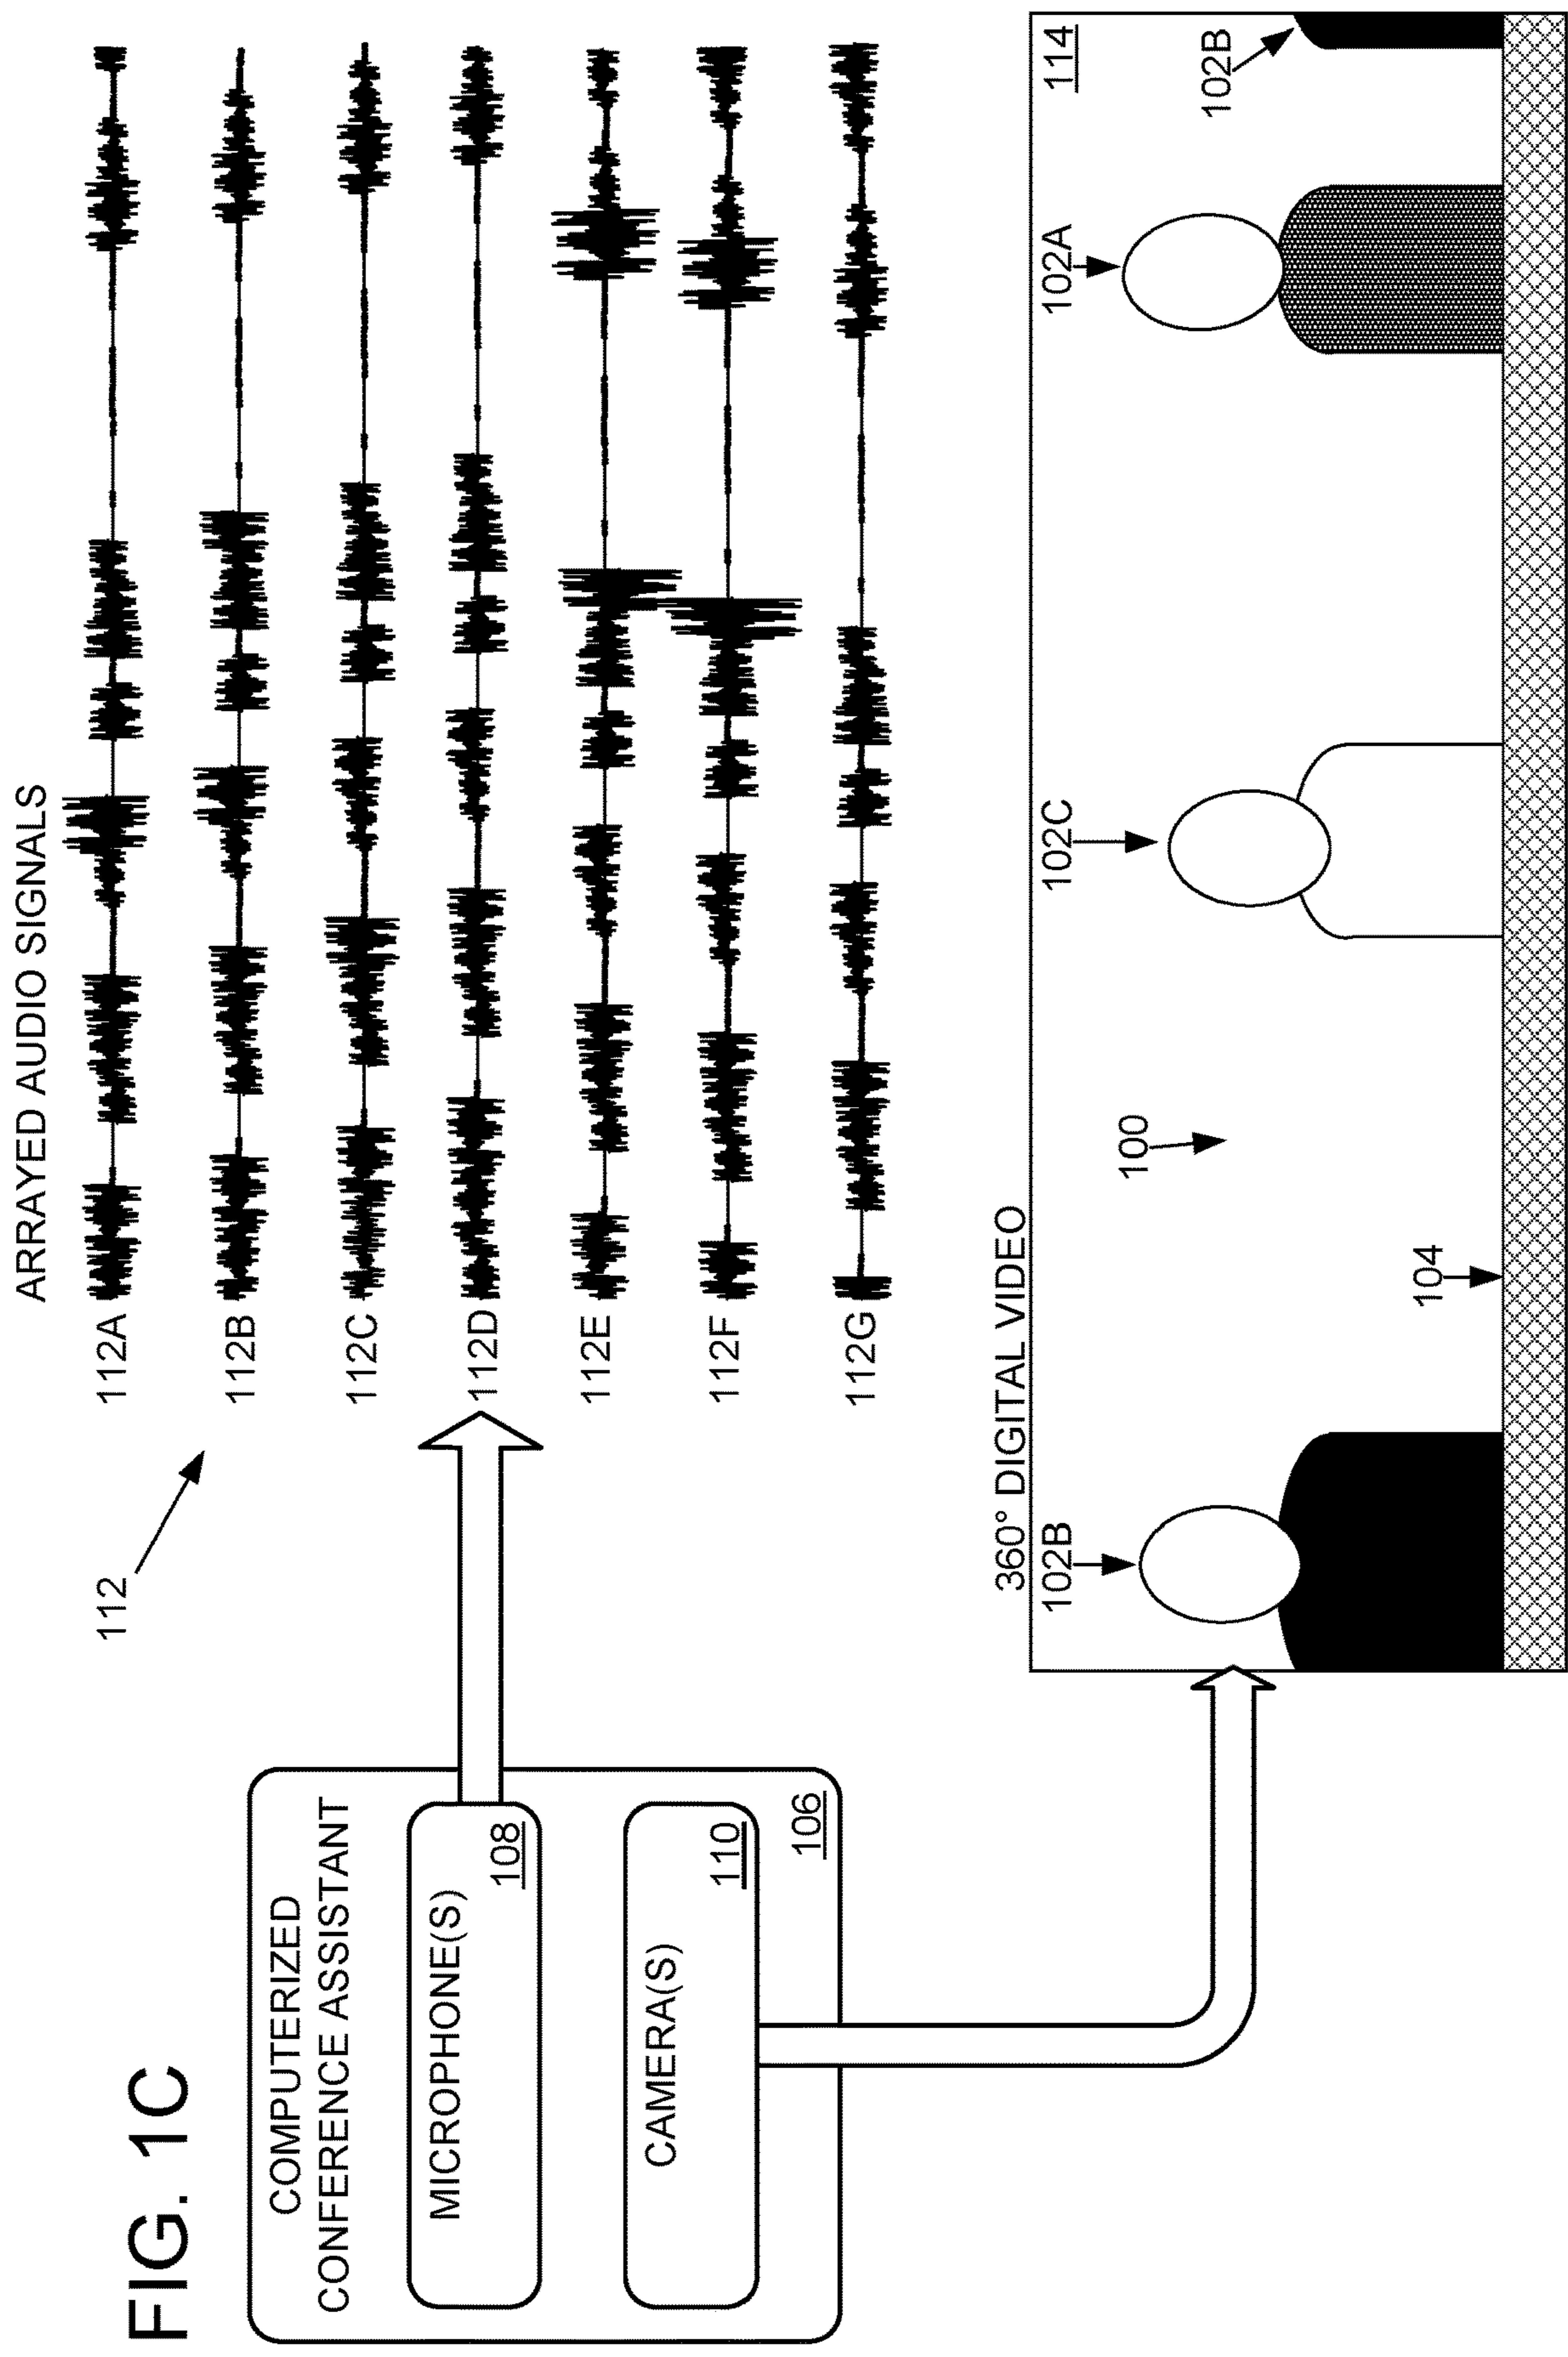 FIG. 1C
COMPUTERIZED
CONFERENCE ASSISTANT
MICROPHONE(S)
108
CAMERA(S)
110
106
112
ARRAYED AUDIO SIGNALS
112A
112B
112C
112D
112E
112F
112G
360° DIGITAL VIDEO
102B
100
104
102C
102A
114
102B